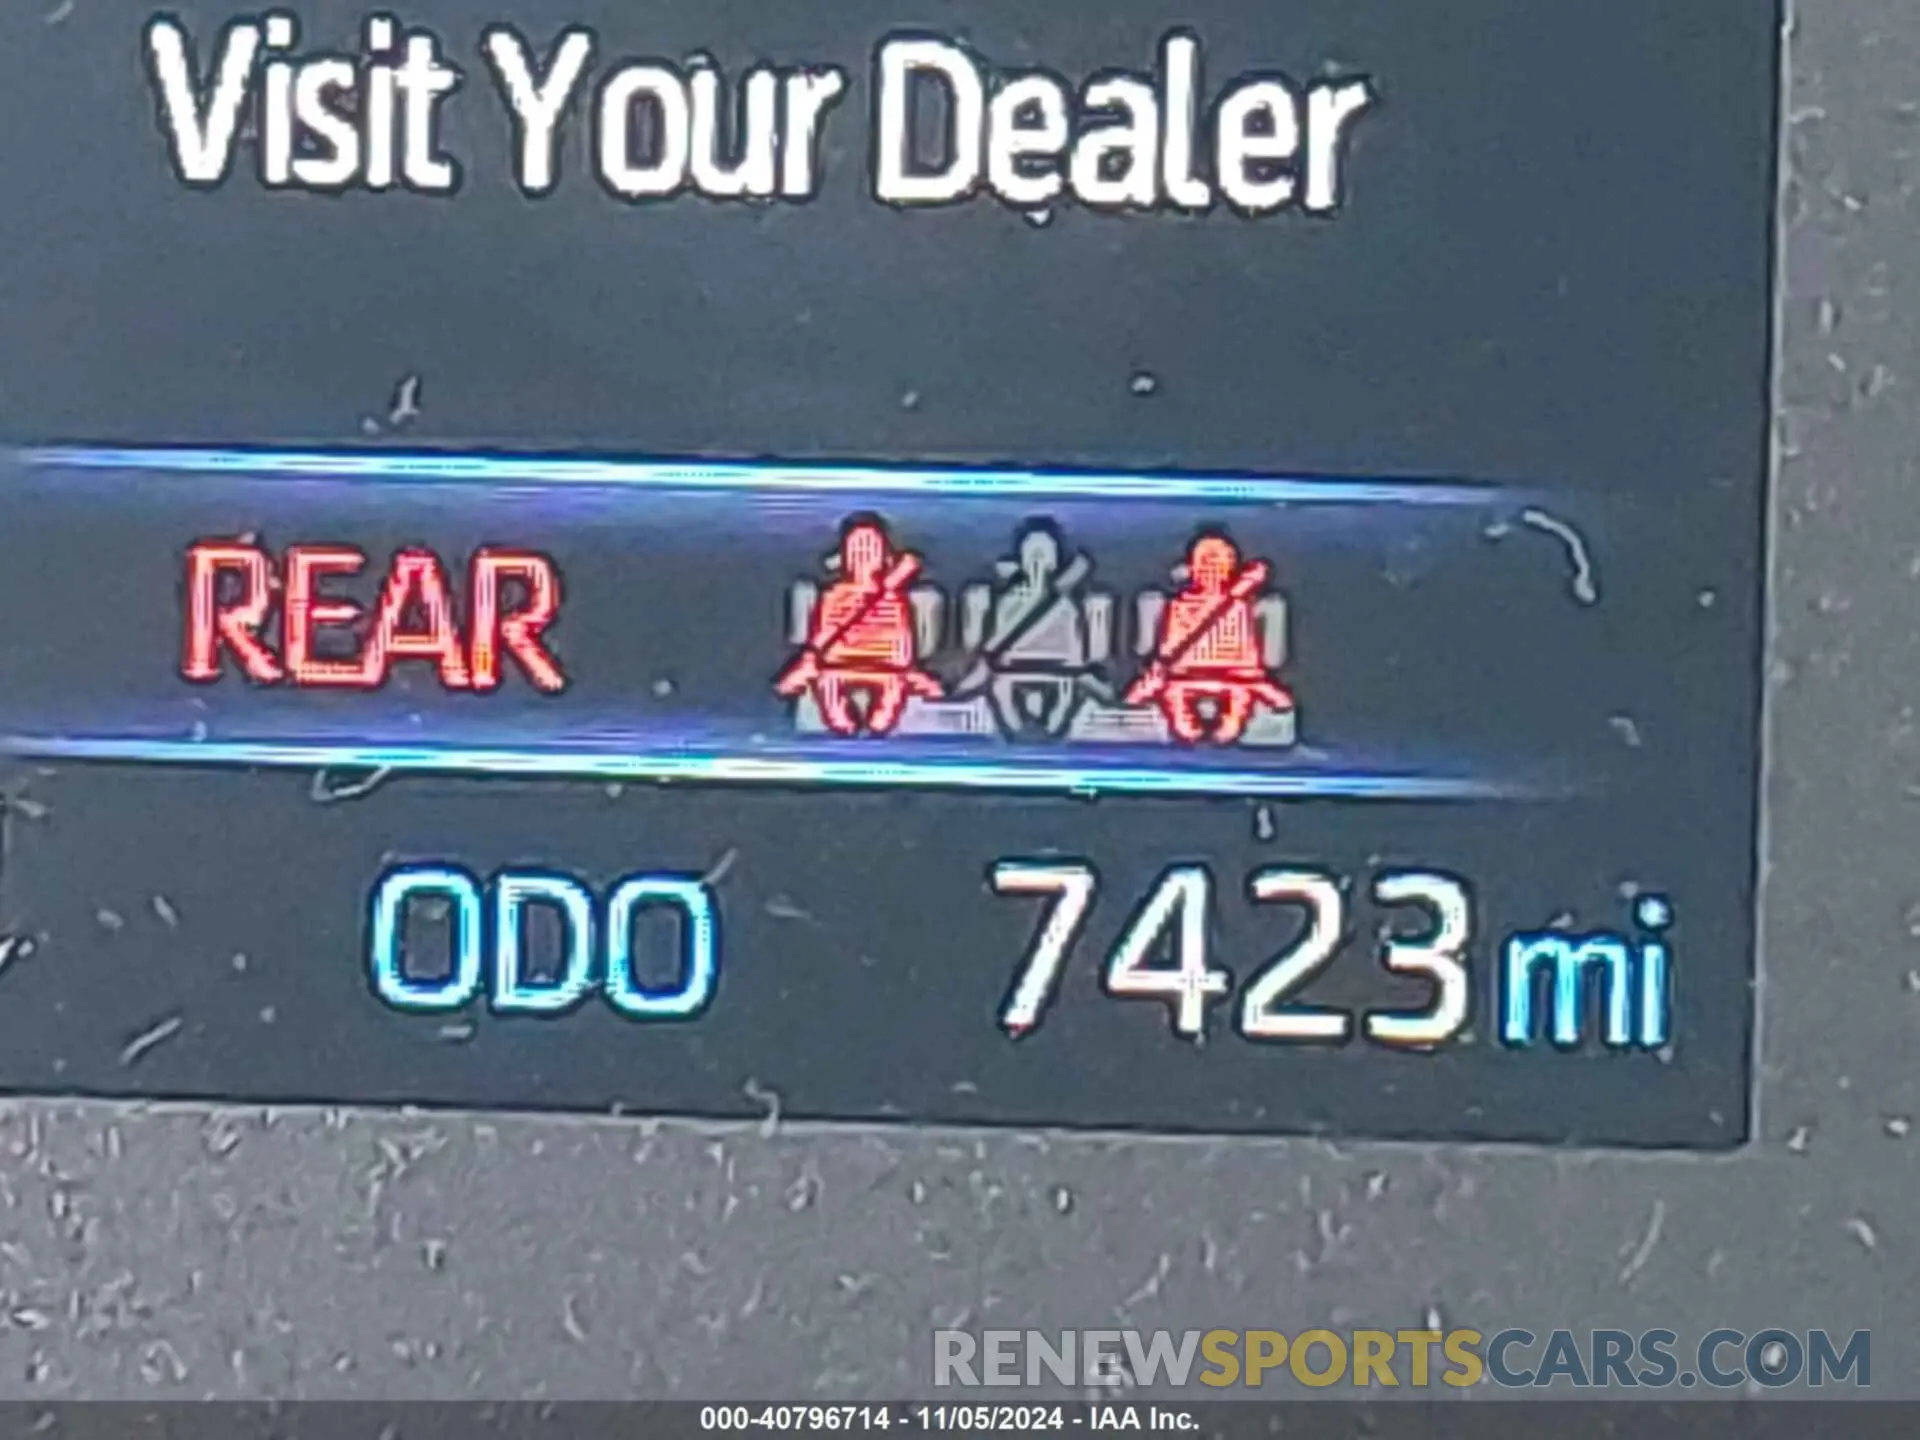 Visit Your Dealer
REAR
ODO 7423 mi
RENEWSPORTSCARS.COM
000-40796714 - 11/05/2024 - IAA Inc.